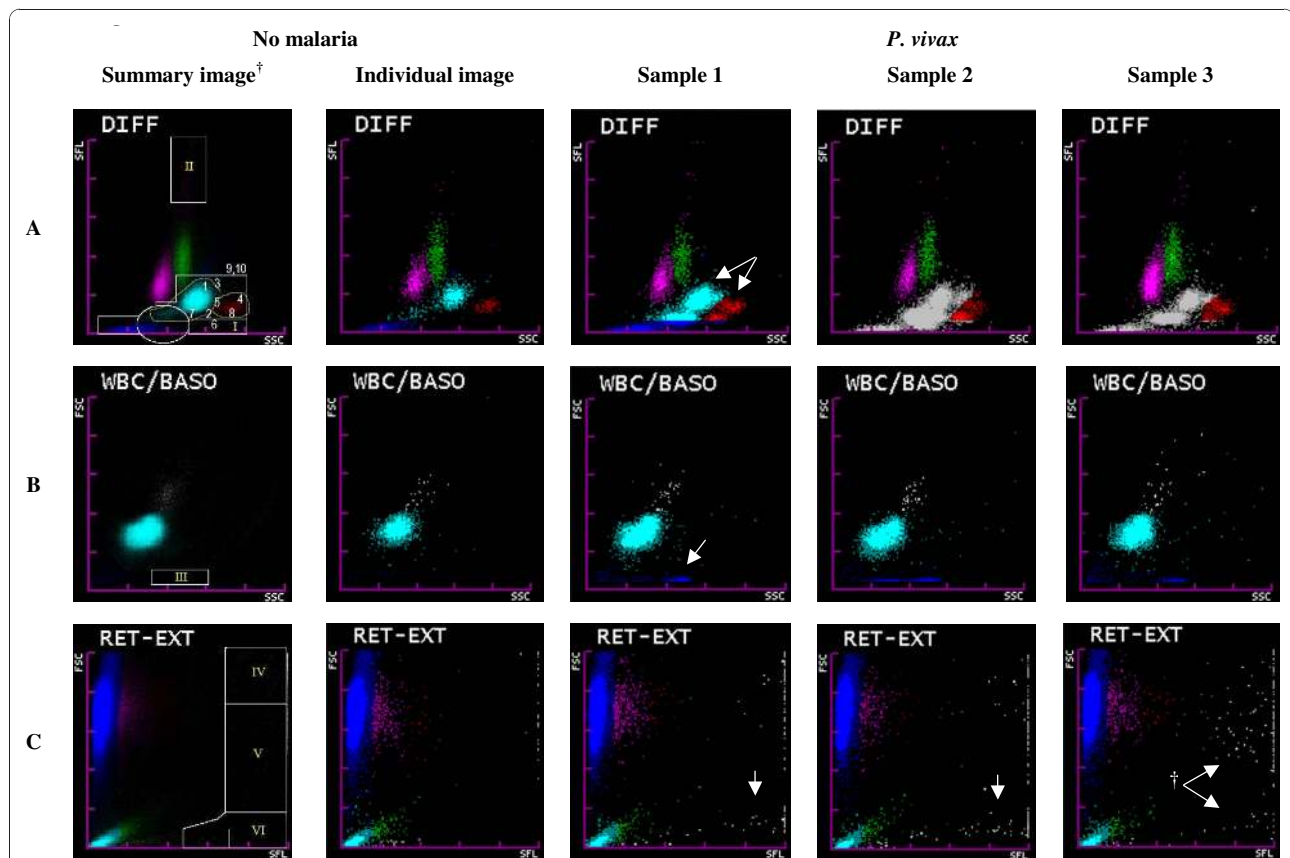 No malaria P. vivax
Summary image† Individual image Sample 1 Sample 2 Sample 3
A
DIFF DIFF DIFF DIFF DIFF
SFL SFL SFL SFL SFL
II
9,10
1 3
5 4
7 2 8
6 I
SSC SSC SSC SSC SSC
B
WBC/BASO WBC/BASO WBC/BASO WBC/BASO WBC/BASO
FSC FSC FSC FSC FSC
III
SSC SSC SSC SSC SSC
C
RET-EXT RET-EXT RET-EXT RET-EXT RET-EXT
FSC FSC FSC FSC FSC
IV
V
†
VI
SFL SFL SFL SFL SFL